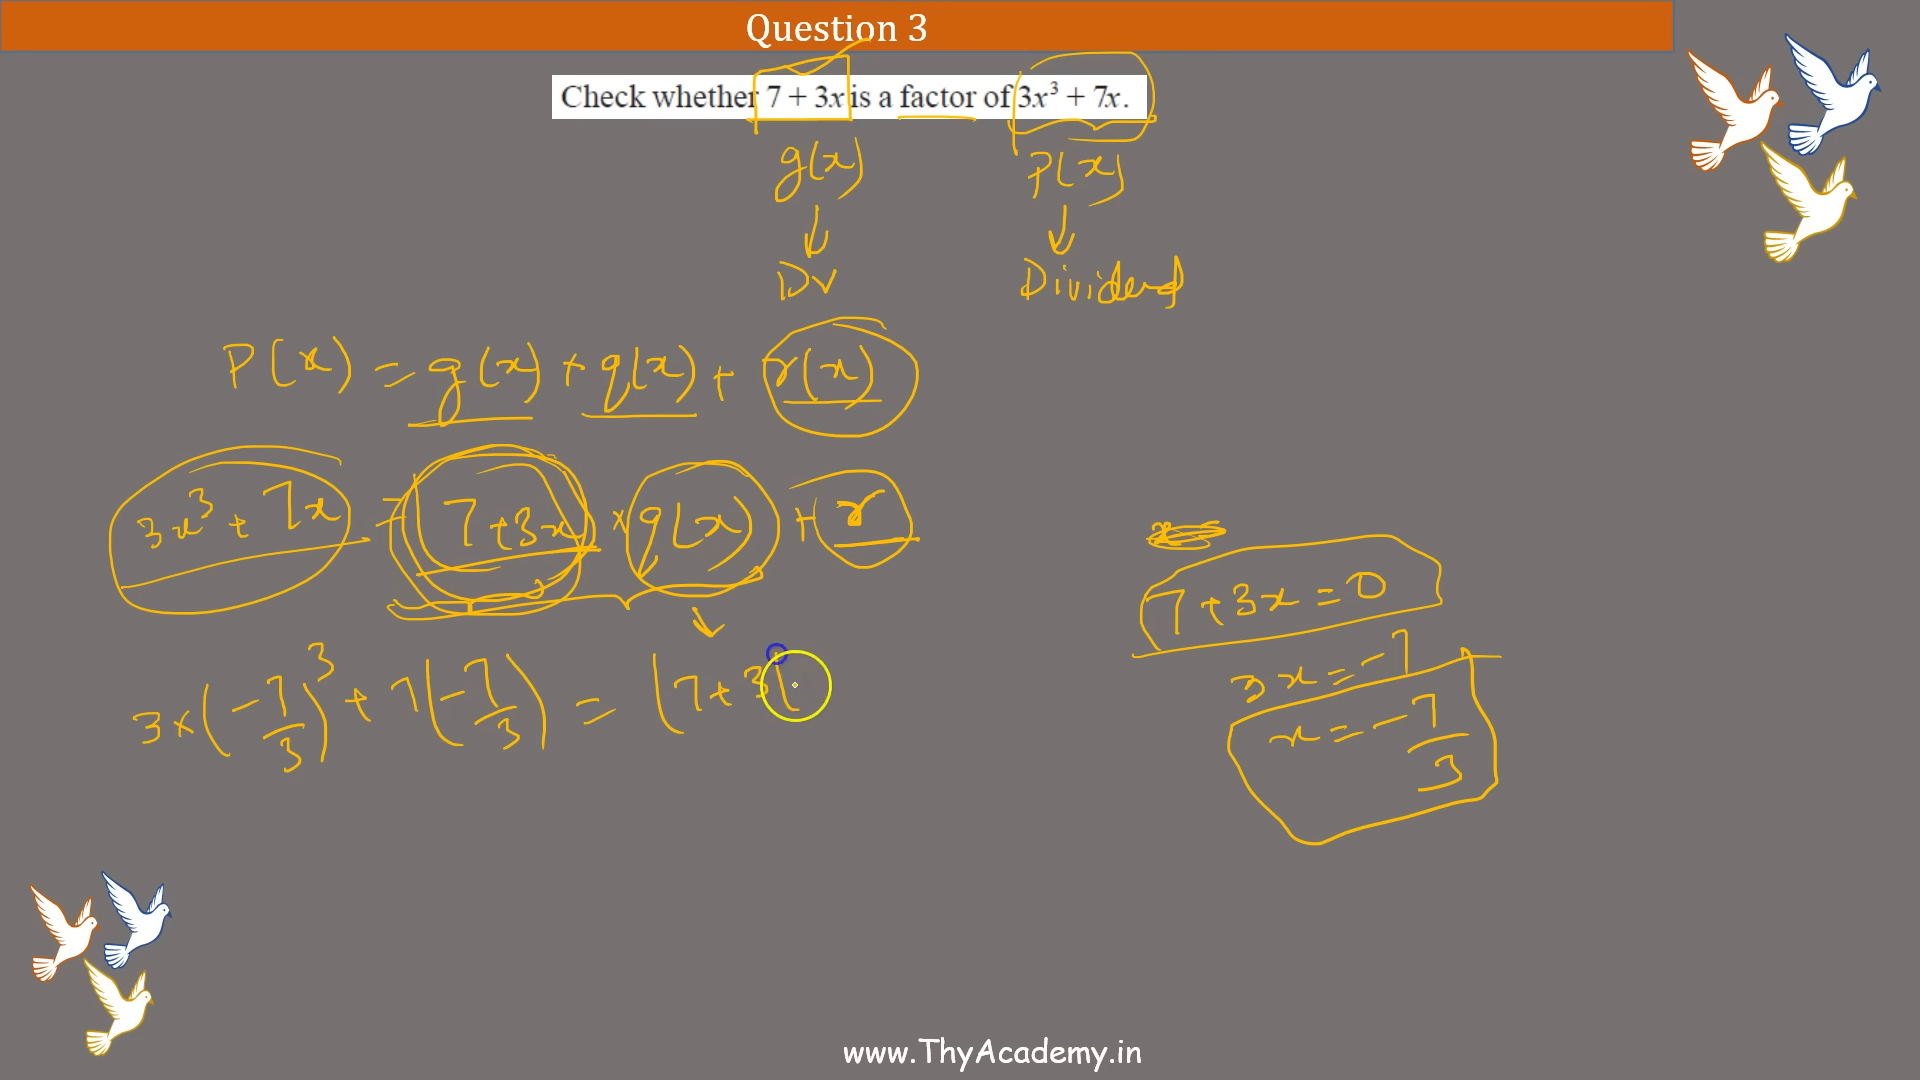 Question 3
Check whether 7 + 3x is a factor of 3x³ + 7x.
g(x) P(x)
↓ ↓
Dv Dividend
P(x) = g(x) + q(x) + r(x)
3x³ + 7x = (7+3x) × q(x) + r
7+3x = 0
3x = -7
x = -7/3
3×(-7/3)³ + 7(-7/3) = (7+3(
www.ThyAcademy.in